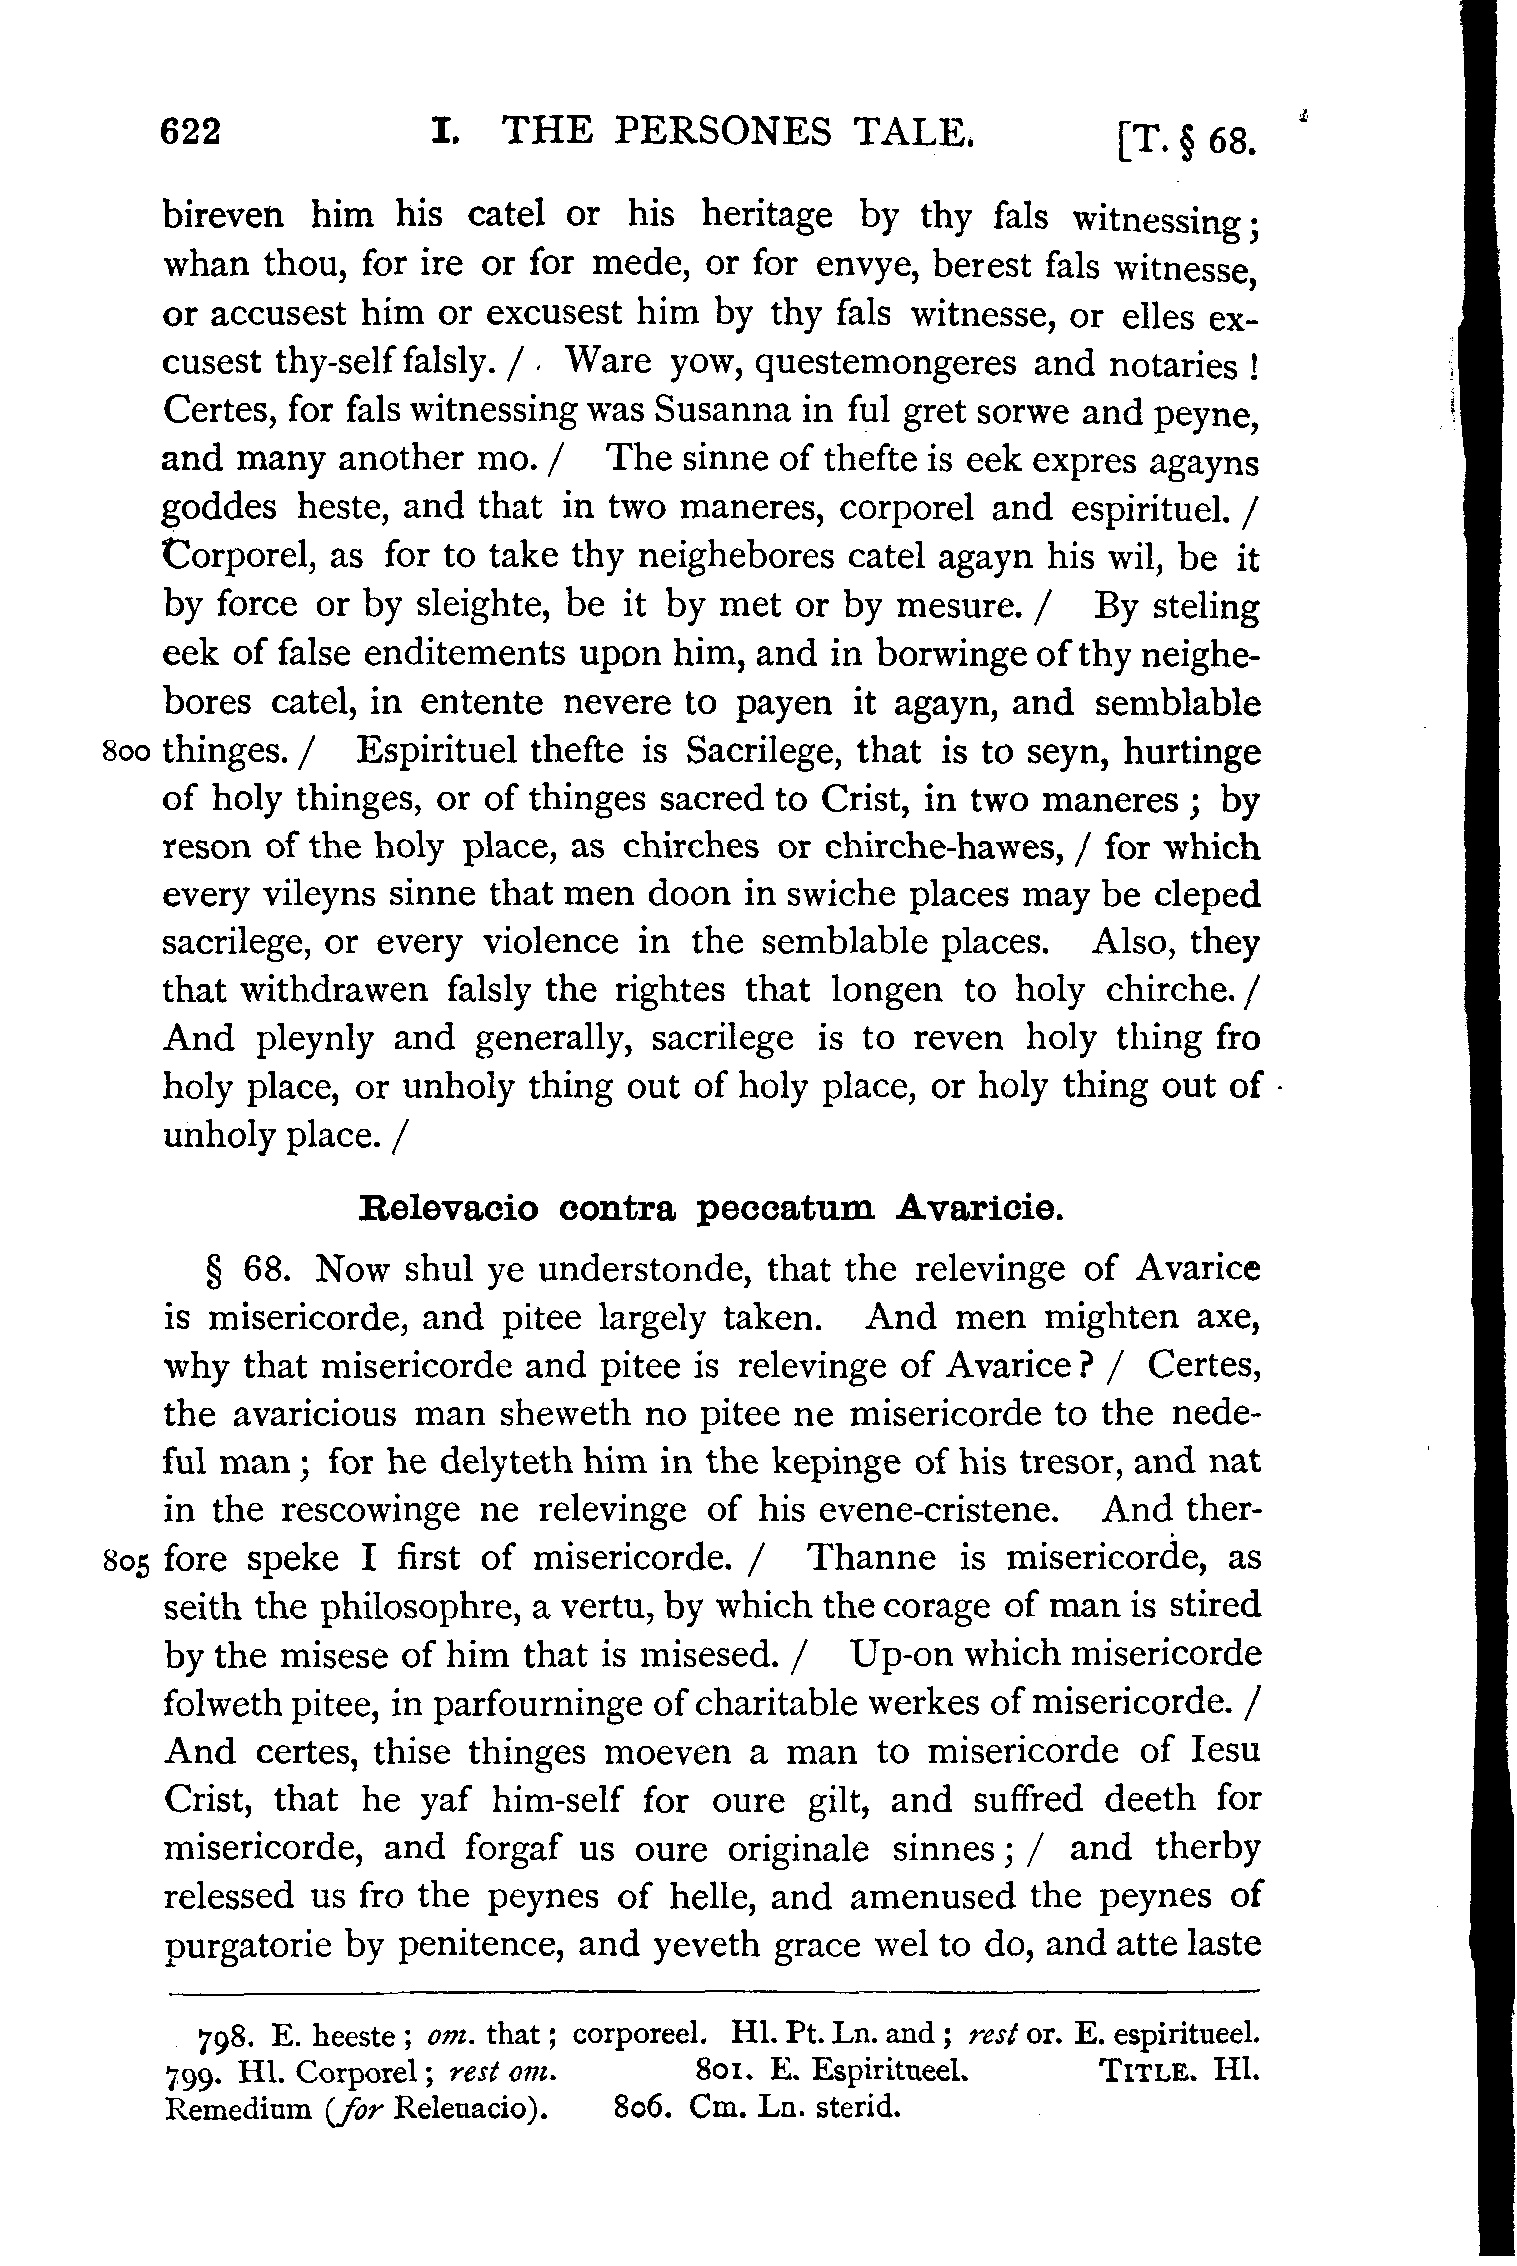 622 I. THE PERSONES TALE. [T. § 68.
bireven him his catel or his heritage by thy fals witnessing;
whan thou, for ire or for mede, or for envye, berest fals witnesse,
or accusest him or excusest him by thy fals witnesse, or elles ex-
cusest thy-self falsly. / Ware yow, questemongeres and notaries!
Certes, for fals witnessing was Susanna in ful gret sorwe and peyne,
and many another mo. / The sinne of thefte is eek expres agayns
goddes heste, and that in two maneres, corporel and espirituel. /
Corporel, as for to take thy neighebores catel agayn his wil, be it
by force or by sleighte, be it by met or by mesure. / By steling
eek of false enditements upon him, and in borwinge of thy neighe-
bores catel, in entente nevere to payen it agayn, and semblable
800 thinges. / Espirituel thefte is Sacrilege, that is to seyn, hurtinge
of holy thinges, or of thinges sacred to Crist, in two maneres; by
reson of the holy place, as chirches or chirche-hawes, / for which
every vileyns sinne that men doon in swiche places may be cleped
sacrilege, or every violence in the semblable places. Also, they
that withdrawen falsly the rightes that longen to holy chirche. /
And pleynly and generally, sacrilege is to reven holy thing fro
holy place, or unholy thing out of holy place, or holy thing out of
unholy place. /
Relevacio contra peccatum Avaricie.
§ 68. Now shul ye understonde, that the relevinge of Avarice
is misericorde, and pitee largely taken. And men mighten axe,
why that misericorde and pitee is relevinge of Avarice? / Certes,
the avaricious man sheweth no pitee ne misericorde to the nede-
ful man; for he delyteth him in the kepinge of his tresor, and nat
in the rescowinge ne relevinge of his evene-cristene. And ther-
805 fore speke I first of misericorde. / Thanne is misericorde, as
seith the philosophre, a vertu, by which the corage of man is stired
by the misese of him that is misesed. / Up-on which misericorde
folweth pitee, in parfourninge of charitable werkes of misericorde. /
And certes, thise thinges moeven a man to misericorde of Iesu
Crist, that he yaf him-self for oure gilt, and suffred deeth for
misericorde, and forgaf us oure originale sinnes; / and therby
relessed us fro the peynes of helle, and amenused the peynes of
purgatorie by penitence, and yeveth grace wel to do, and atte laste
798. E. heeste; om. that; corporeel. Hl. Pt. Ln. and; rest or. E. espiritueel.
799. Hl. Corporel; rest om. 801. E. Espiritueel. TITLE. Hl.
Remedium (for Releuacio). 806. Cm. Ln. sterid.